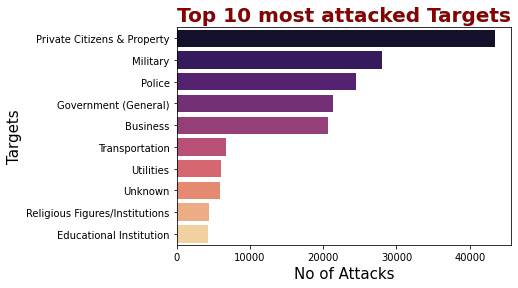 Top 10 most attacked Targets
Private Citizens & Property
Military
Police
Government (General)
Business
Transportation
Utilities
Unknown
Religious Figures/Institutions
Educational Institution
Targets
0 10000 20000 30000 40000
No of Attacks